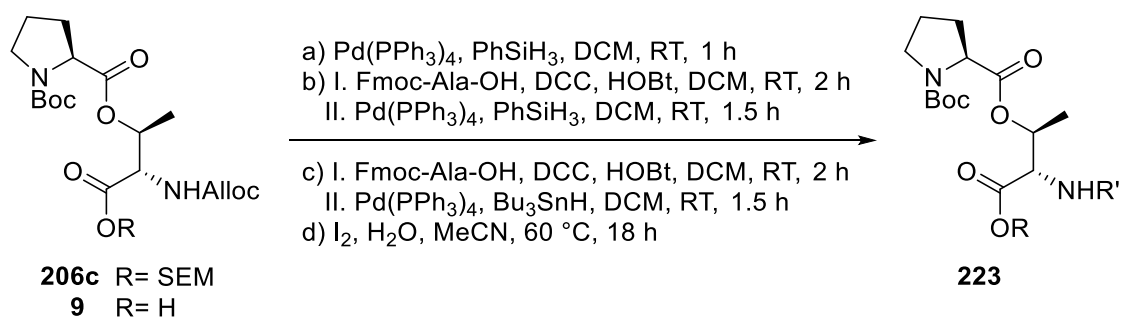 O
N
Boc
O
O
O
NHAlloc
OR
206c R= SEM
9 R= H
a) Pd(PPh3)4, PhSiH3, DCM, RT, 1 h
b) I. Fmoc-Ala-OH, DCC, HOBt, DCM, RT, 2 h
II. Pd(PPh3)4, PhSiH3, DCM, RT, 1.5 h
c) I. Fmoc-Ala-OH, DCC, HOBt, DCM, RT, 2 h
II. Pd(PPh3)4, Bu3SnH, DCM, RT, 1.5 h
d) I2, H2O, MeCN, 60 °C, 18 h
O
N
Boc
O
O
NHR'
OR
223